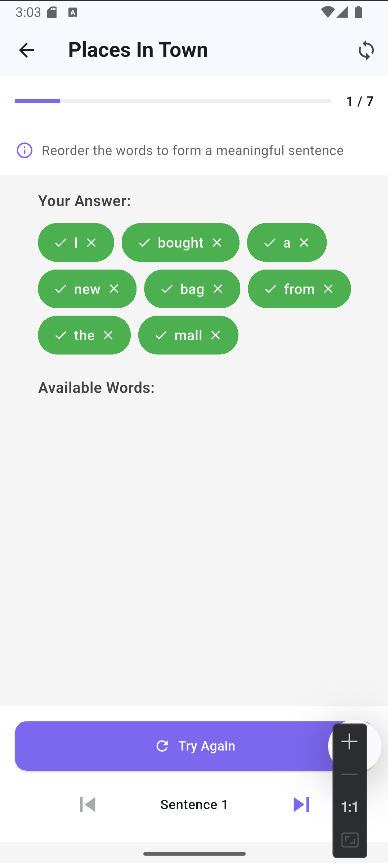 3:03 A
Places In Town
1 / 7
Reorder the words to form a meaningful sentence
Your Answer:
I bought a
new bag from
the mall
Available Words:
Try Again
Sentence 1
1:1